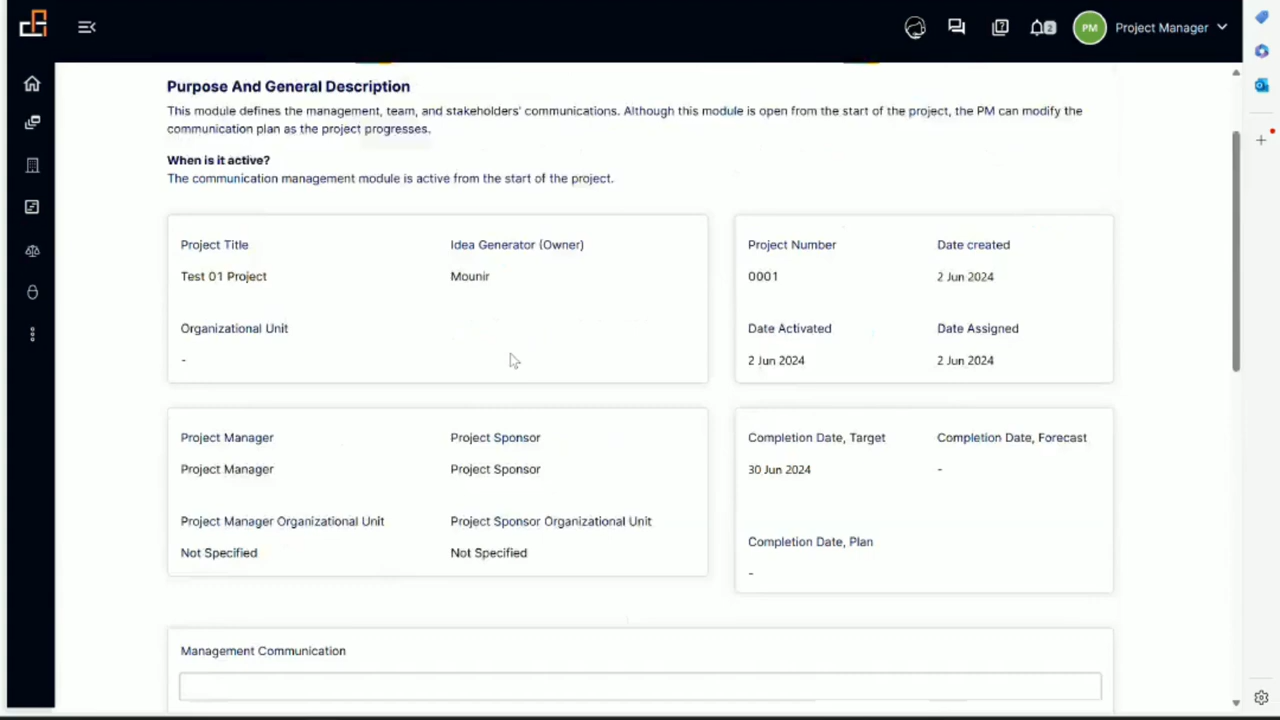 PM Project Manager
2
Purpose And General Description
This module defines the management, team, and stakeholders' communications. Although this module is open from the start of the project, the PM can modify the
communication plan as the project progresses.
When is it active?
The communication management module is active from the start of the project.
Project Title Idea Generator (Owner)
Test 01 Project Mounir
Organizational Unit
-
Project Number Date created
0001 2 Jun 2024
Date Activated Date Assigned
2 Jun 2024 2 Jun 2024
Project Manager Project Sponsor
Project Manager Project Sponsor
Project Manager Organizational Unit Project Sponsor Organizational Unit
Not Specified Not Specified
Completion Date, Target Completion Date, Forecast
30 Jun 2024 -
Completion Date, Plan
-
Management Communication